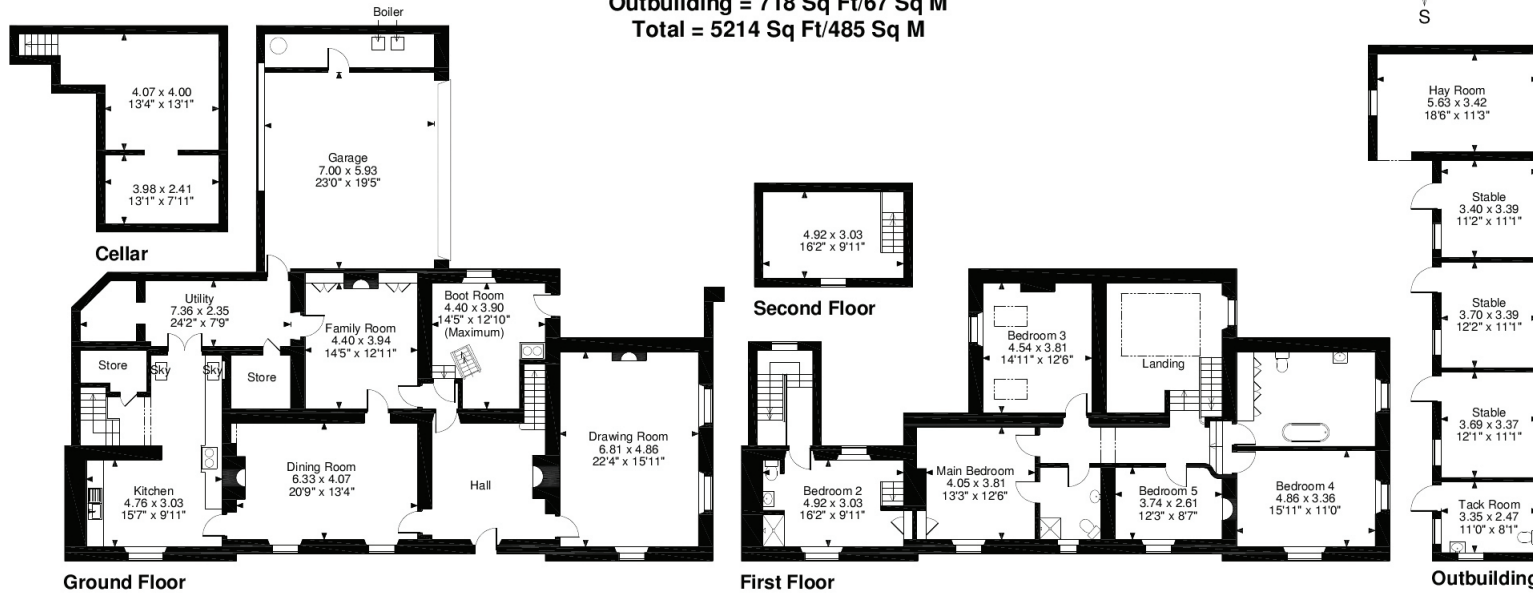 Outbuilding = 718 Sq Ft/67 Sq M
Total = 5214 Sq Ft/485 Sq M
S
Boiler
4.07 x 4.00
13'4" x 13'1"
3.98 x 2.41
13'1" x 7'11"
Cellar
Garage
7.00 x 5.93
23'0" x 19'5"
Utility
7.36 x 2.35
24'2" x 7'9"
Family Room
4.40 x 3.94
14'5" x 12'11"
Boot Room
4.40 x 3.90
14'5" x 12'10"
(Maximum)
Store
Sky
Sky
Store
Kitchen
4.76 x 3.03
15'7" x 9'11"
Dining Room
6.33 x 4.07
20'9" x 13'4"
Hall
Drawing Room
6.81 x 4.86
22'4" x 15'11"
Ground Floor
4.92 x 3.03
16'2" x 9'11"
Second Floor
Bedroom 3
4.54 x 3.81
14'11" x 12'6"
Landing
Bedroom 2
4.92 x 3.03
16'2" x 9'11"
Main Bedroom
4.05 x 3.81
13'3" x 12'6"
Bedroom 5
3.74 x 2.61
12'3" x 8'7"
Bedroom 4
4.86 x 3.36
15'11" x 11'0"
First Floor
Hay Room
5.63 x 3.42
18'6" x 11'3"
Stable
3.40 x 3.39
11'2" x 11'1"
Stable
3.70 x 3.39
12'2" x 11'1"
Stable
3.69 x 3.37
12'1" x 11'1"
Tack Room
3.35 x 2.47
11'0" x 8'1"
Outbuilding